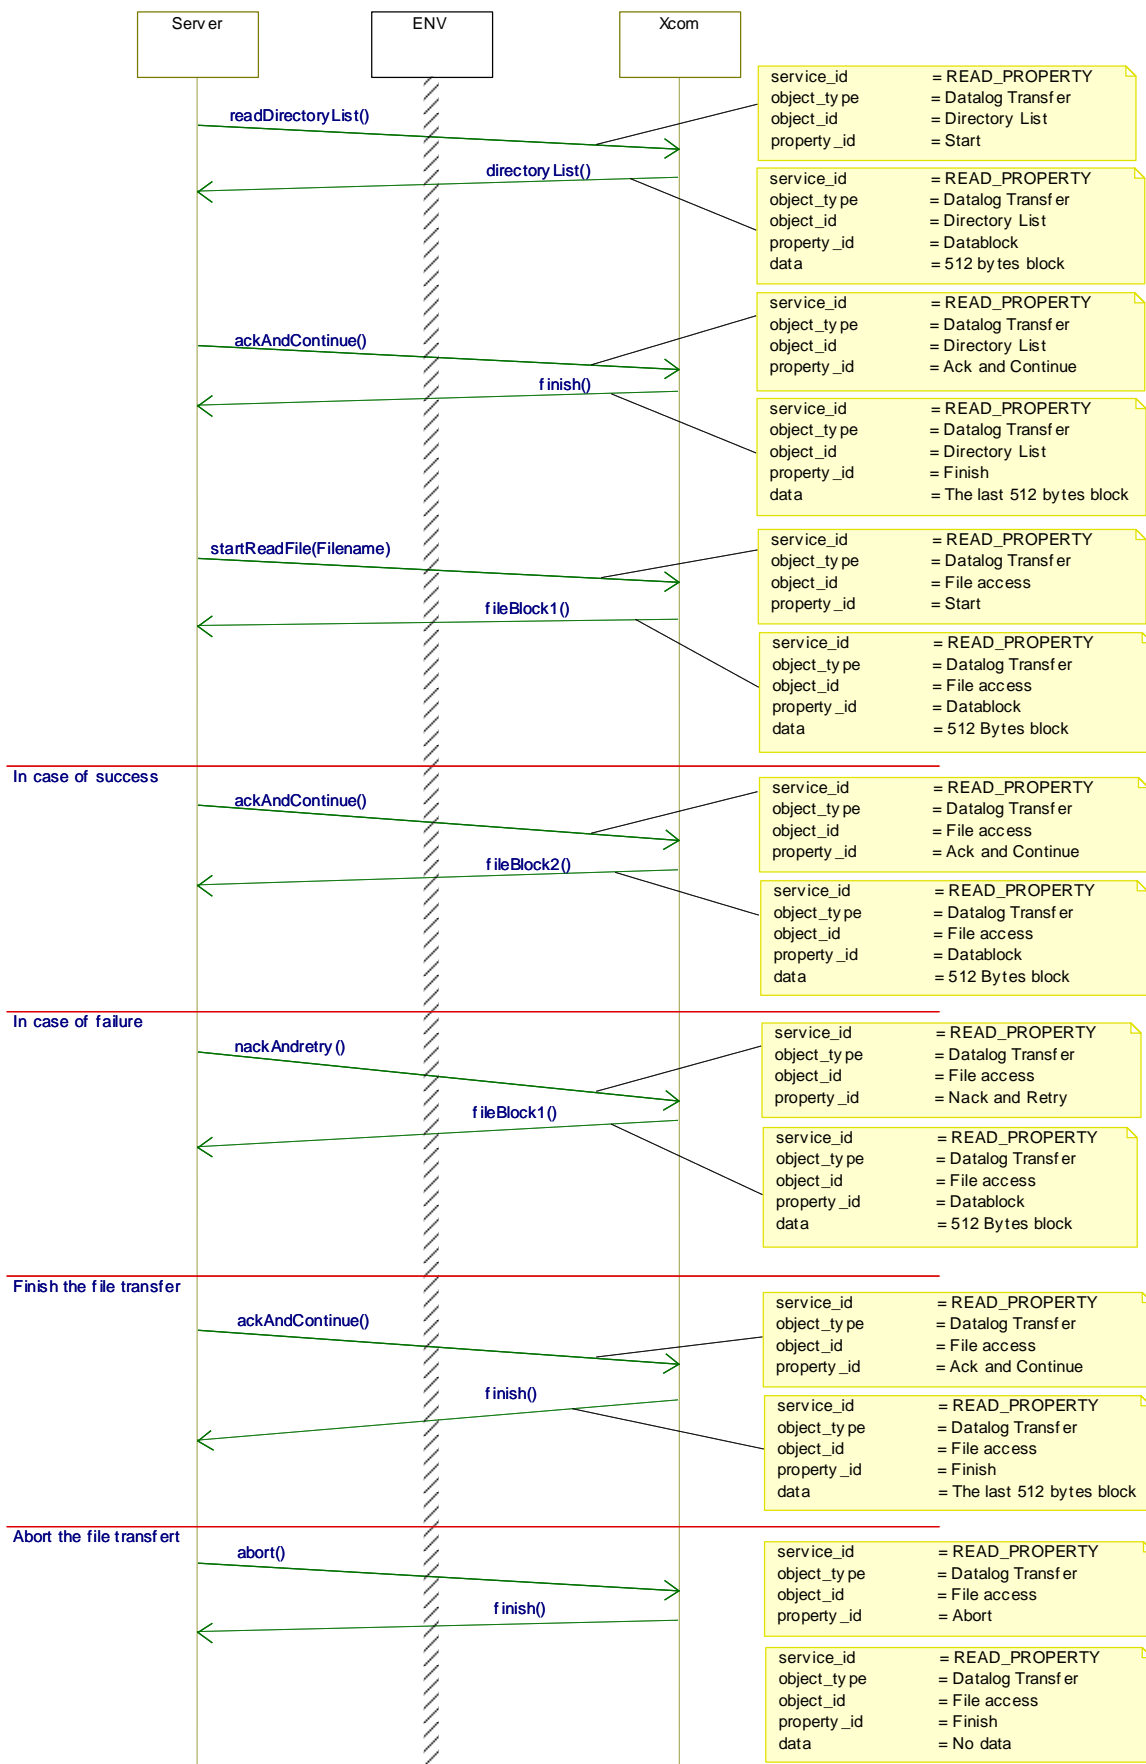 Server ENV Xcom
service_id = READ_PROPERTY
object_type = Datalog Transfer
object_id = Directory List
property_id = Start
readDirectoryList()
directoryList()
service_id = READ_PROPERTY
object_type = Datalog Transfer
object_id = Directory List
property_id = Datablock
data = 512 bytes block
service_id = READ_PROPERTY
object_type = Datalog Transfer
object_id = Directory List
property_id = Ack and Continue
ackAndContinue()
finish()
service_id = READ_PROPERTY
object_type = Datalog Transfer
object_id = Directory List
property_id = Finish
data = The last 512 bytes block
service_id = READ_PROPERTY
object_type = Datalog Transfer
object_id = File access
property_id = Start
startReadFile(Filename)
fileBlock1()
service_id = READ_PROPERTY
object_type = Datalog Transfer
object_id = File access
property_id = Datablock
data = 512 Bytes block
In case of success
service_id = READ_PROPERTY
object_type = Datalog Transfer
object_id = File access
property_id = Ack and Continue
ackAndContinue()
fileBlock2()
service_id = READ_PROPERTY
object_type = Datalog Transfer
object_id = File access
property_id = Datablock
data = 512 Bytes block
In case of failure
service_id = READ_PROPERTY
object_type = Datalog Transfer
object_id = File access
property_id = Nack and Retry
nackAndretry()
fileBlock1()
service_id = READ_PROPERTY
object_type = Datalog Transfer
object_id = File access
property_id = Datablock
data = 512 Bytes block
Finish the file transfer
service_id = READ_PROPERTY
object_type = Datalog Transfer
object_id = File access
property_id = Ack and Continue
ackAndContinue()
finish()
service_id = READ_PROPERTY
object_type = Datalog Transfer
object_id = File access
property_id = Finish
data = The last 512 bytes block
Abort the file transfert
service_id = READ_PROPERTY
object_type = Datalog Transfer
object_id = File access
property_id = Abort
abort()
finish()
service_id = READ_PROPERTY
object_type = Datalog Transfer
object_id = File access
property_id = Finish
data = No data